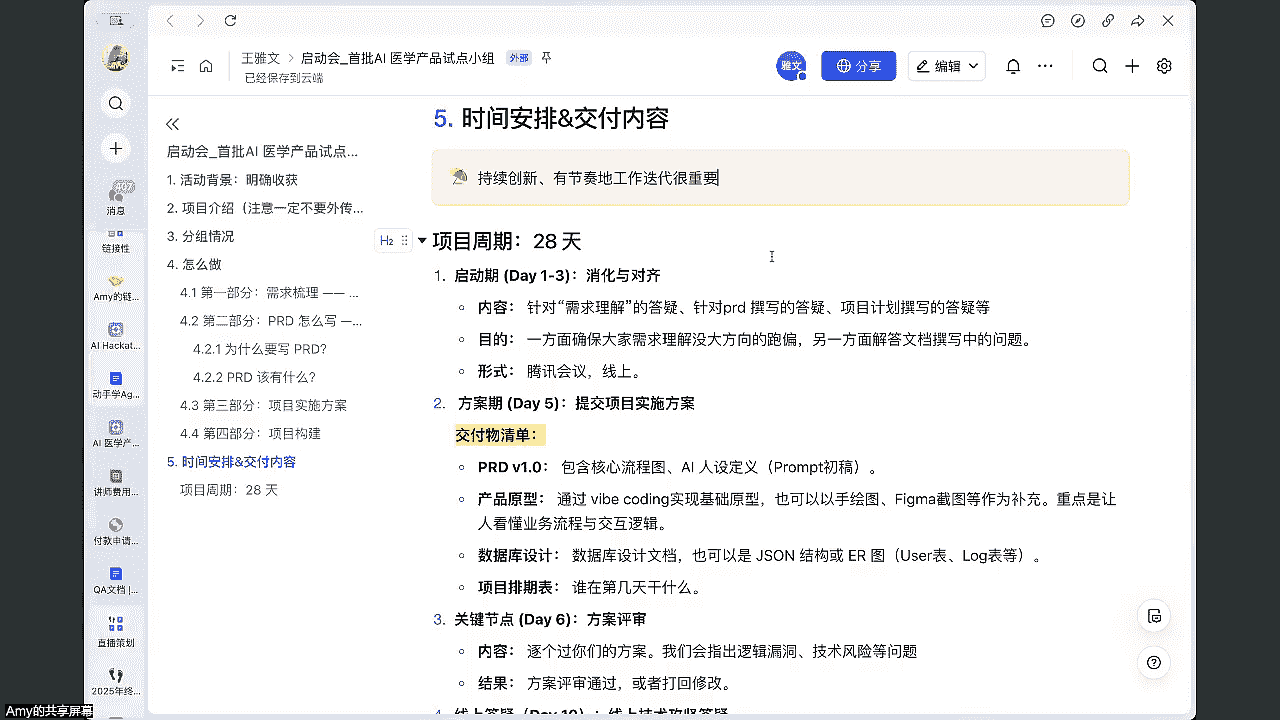 王雅文 > 启动会_首批AI 医学产品试点小组 外部
已经保存到云端
雅文
分享
编辑
消息
链接性
Amy的链...
AI Hackat...
动手学Ag...
AI 医学产...
讲师费用...
付款申请...
QA文档 |...
直播策划
2025年终...
启动会_首批AI 医学产品试点...
1. 活动背景：明确收获
2. 项目介绍（注意一定不要外传...
3. 分组情况
4. 怎么做
4.1 第一部分：需求梳理 —— ...
4.2 第二部分：PRD 怎么写 —...
4.2.1 为什么要写 PRD?
4.2.2 PRD 该有什么?
4.3 第三部分：项目实施方案
4.4 第四部分：项目构建
5. 时间安排&交付内容
项目周期：28 天
5. 时间安排&交付内容
持续创新、有节奏地工作迭代很重要
H₂
项目周期：28 天
1. 启动期 (Day 1-3)：消化与对齐
内容： 针对“需求理解”的答疑、针对prd 撰写的答疑、项目计划撰写的答疑等
目的： 一方面确保大家需求理解没大方向的跑偏，另一方面解答文档撰写中的问题。
形式： 腾讯会议，线上。
2. 方案期 (Day 5)：提交项目实施方案
交付物清单：
PRD v1.0： 包含核心流程图、AI 人设定义（Prompt初稿）。
产品原型： 通过 vibe coding实现基础原型，也可以以手绘图、Figma截图等作为补充。重点是让
人看懂业务流程与交互逻辑。
数据库设计： 数据库设计文档，也可以是 JSON 结构或 ER 图（User表、Log表等）。
项目排期表： 谁在第几天干什么。
3. 关键节点 (Day 6)：方案评审
内容： 逐个过你们的方案。我们会指出逻辑漏洞、技术风险等问题
结果： 方案评审通过，或者打回修改。
Amy的共享屏幕